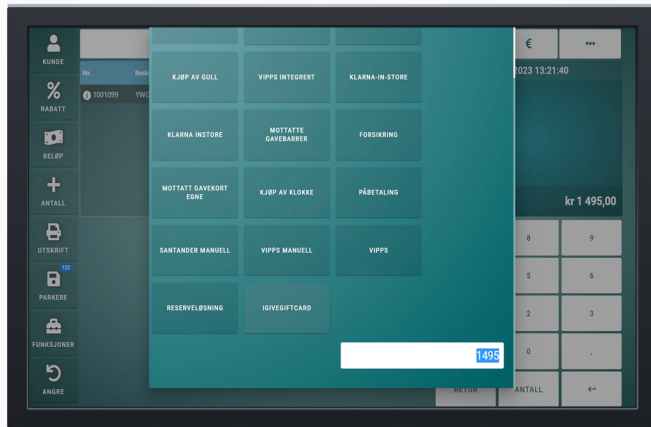 KUNDE
RABATT
BELØP
ANTALL
UTSKRIFT
122
PARKERE
FUNKSJONER
ANGRE
Nr.
1001099
KJØP AV GULL
VIPPS INTEGRERT
KLARNA-IN-STORE
KLARNA INSTORE
MOTTATTE
GAVEBARRER
FORSIKRING
MOTTATT GAVEKORT
EGNE
KJØP AV KLOKKE
PÅBETALING
SANTANDER MANUELL
VIPPS MANUELL
VIPPS
RESERVELØSNING
IGIVEGIFTCARD
1495
€
•••
2023 13:21:40
kr 1 495,00
8
9
5
6
2
3
0
.
RETUR
ANTALL